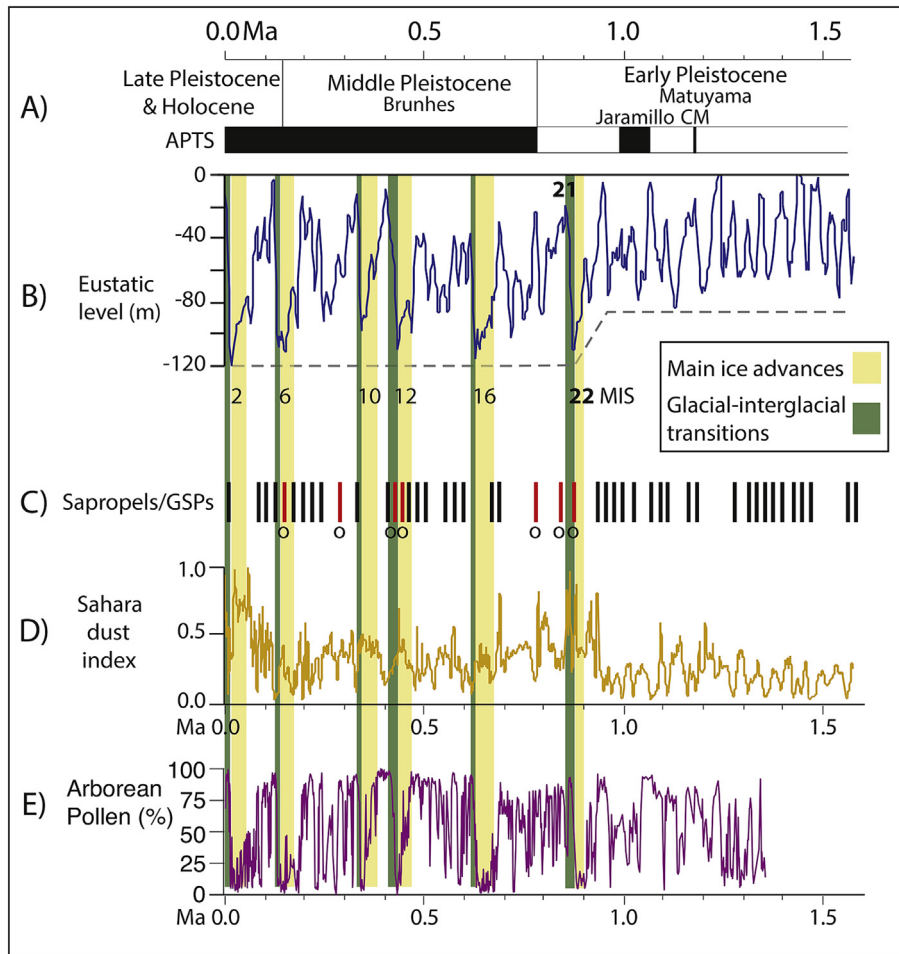 0.0Ma 0.5 1.0 1.5
A)
Late Pleistocene
& Holocene
Middle Pleistocene
Brunhes
Early Pleistocene
Matuyama
Jaramillo CM
APTS
B)
Eustatic
level (m)
0
-40
-80
-120
21
2 6 10 12 16 22 MIS
Main ice advances
Glacial-interglacial
transitions
C)
Sapropels/GSPs
o o o o o o o
D)
Sahara
dust
index
1.0
0.5
0.0
Ma 0.0 0.5 1.0 1.5
E)
Arborean
Pollen (%)
100
75
50
25
0
Ma 0.0 0.5 1.0 1.5